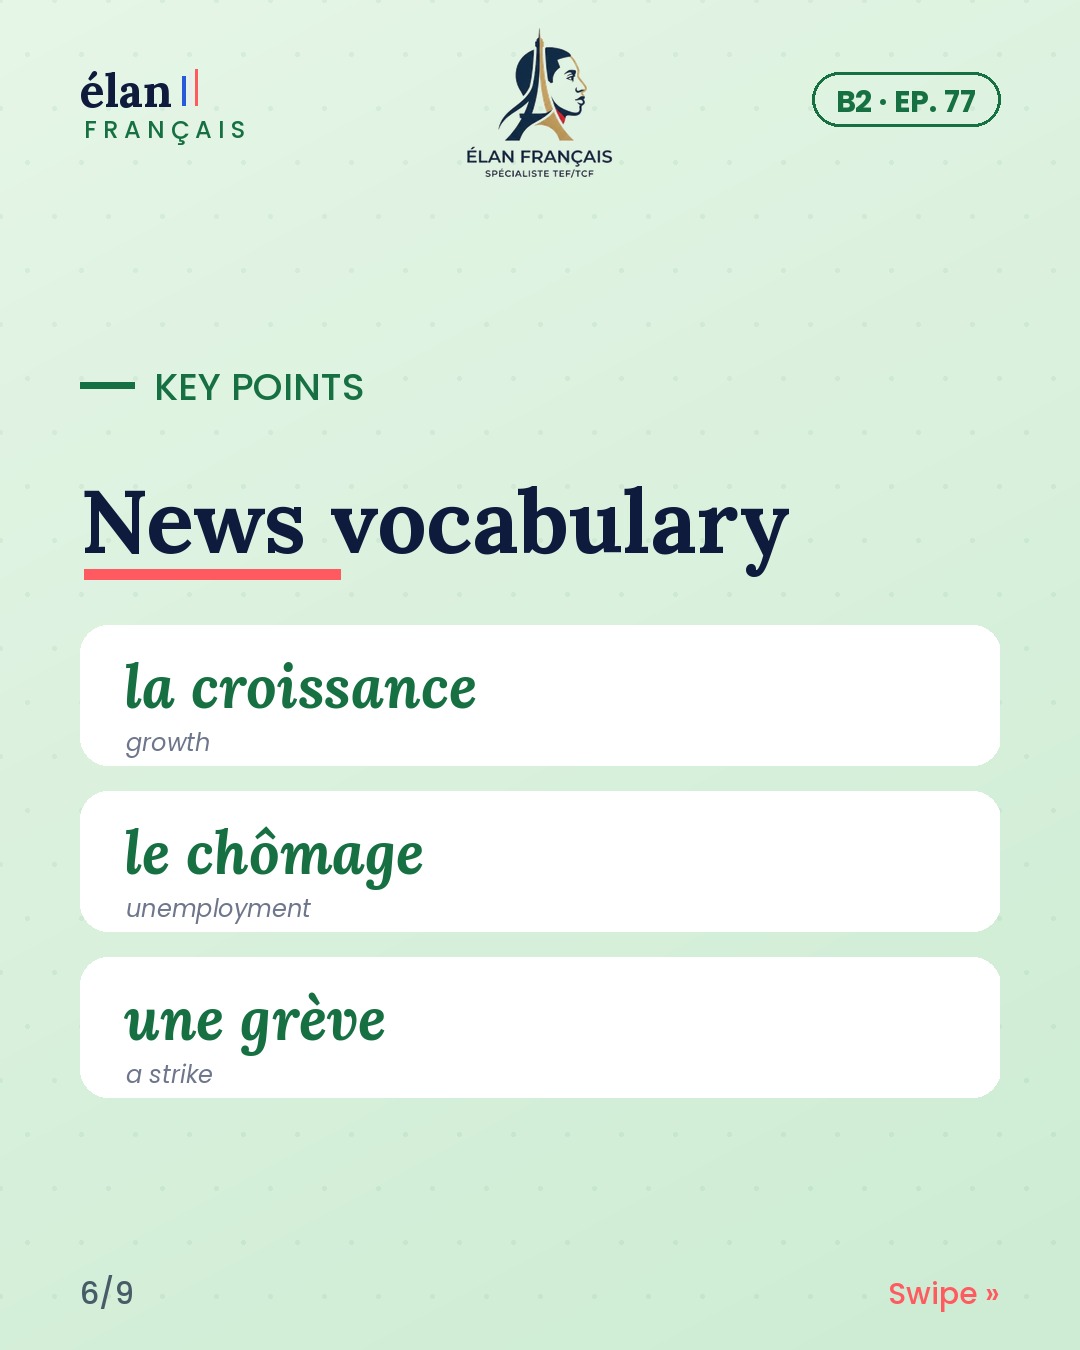 élan
FRANÇAIS
ÉLAN FRANÇAIS
SPÉCIALISTE TEF/TCF
B2 · EP. 77
KEY POINTS
News vocabulary
la croissance
growth
le chômage
unemployment
une grève
a strike
6/9
Swipe »